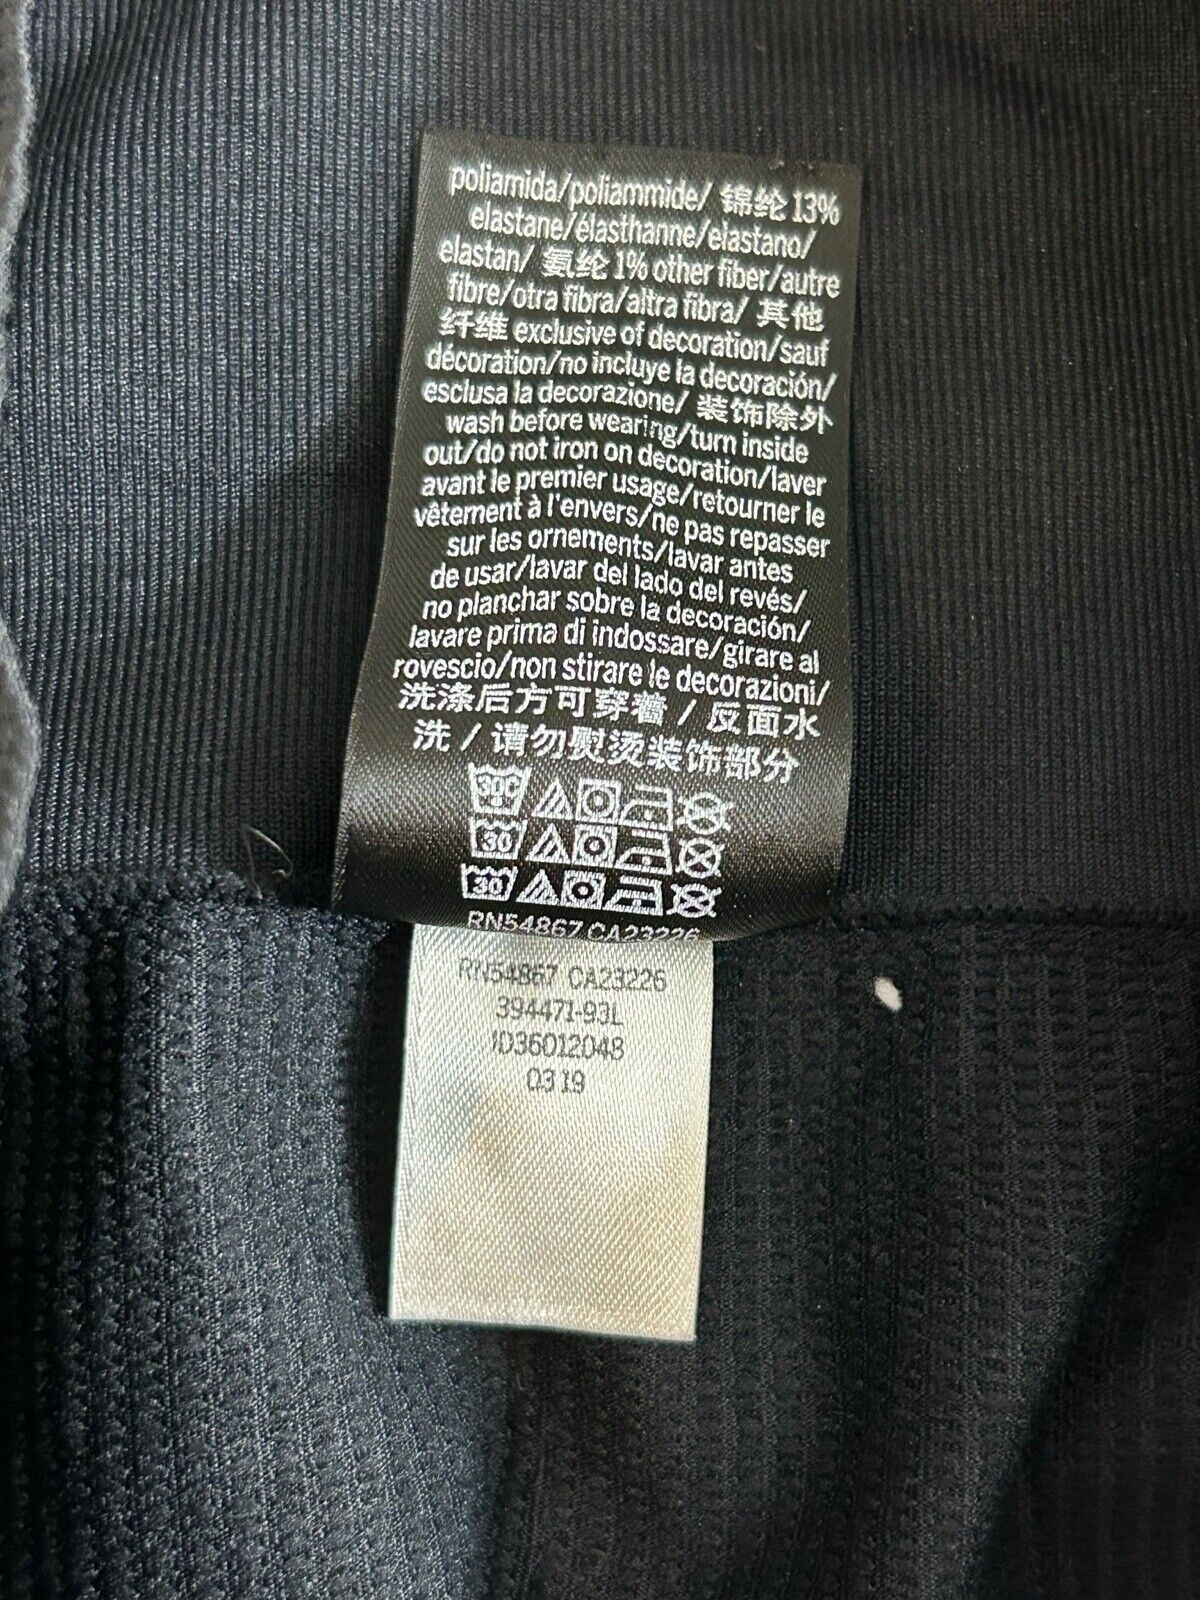 poliamida/poliammide/ 锦纶 13%
elastane/élasthanne/elastano/
elastan/ 氨纶 1% other fiber/autre
fibre/otra fibra/altra fibra/ 其他
纤维 exclusive of decoration/sauf
décoration/no incluye la decoración/
esclusa la decorazione/ 装饰除外
wash before wearing/turn inside
out/do not iron on decoration/laver
avant le premier usage/retourner le
vêtement à l'envers/ne pas repasser
sur les ornements/lavar antes
de usar/lavar del lado del revés/
no planchar sobre la decoración/
lavare prima di indossare/girare al
rovescio/non stirare le decorazioni/
洗涤后方可穿着 / 反面水
洗 / 请勿熨烫装饰部分
30C
30
30
RN54867 CA23226
RN54867 CA23226
394471-93L
ID36012048
03 19